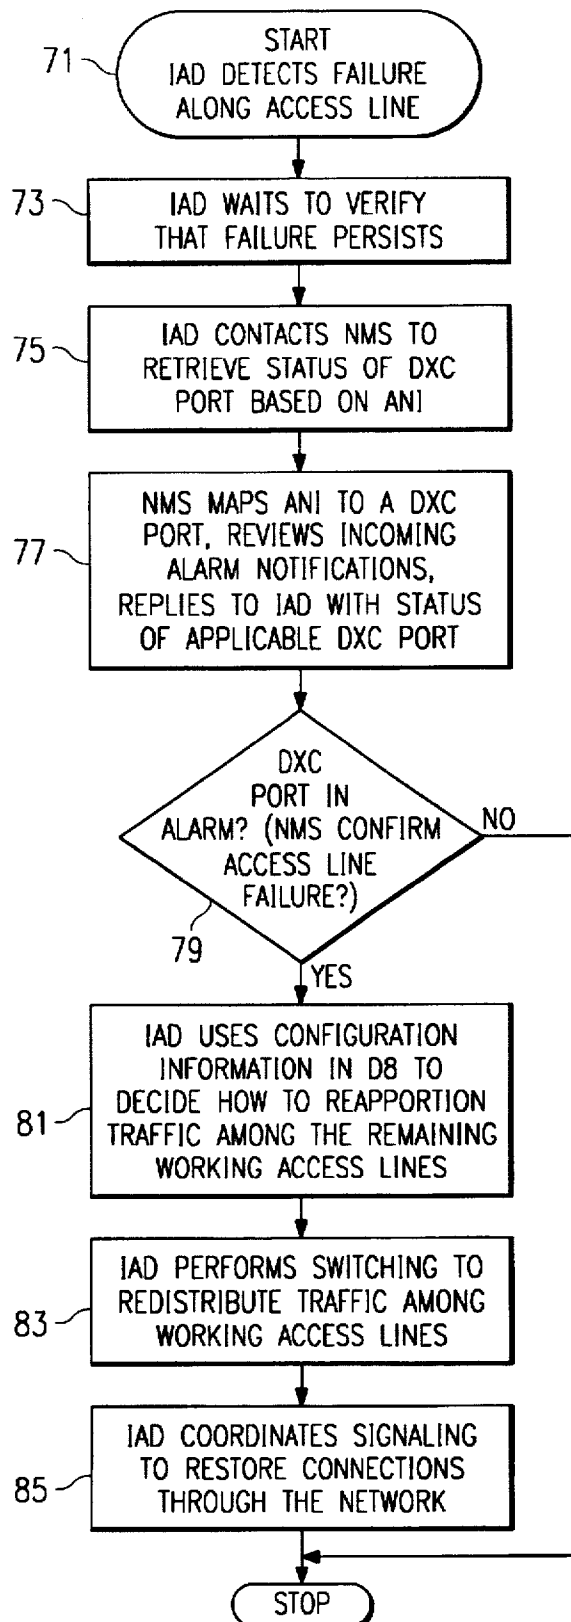 71
START
IAD DETECTS FAILURE
ALONG ACCESS LINE
73
IAD WAITS TO VERIFY
THAT FAILURE PERSISTS
75
IAD CONTACTS NMS TO
RETRIEVE STATUS OF DXC
PORT BASED ON ANI
77
NMS MAPS ANI TO A DXC
PORT, REVIEWS INCOMING
ALARM NOTIFICATIONS,
REPLIES TO IAD WITH STATUS
OF APPLICABLE DXC PORT
DXC
PORT IN
ALARM? (NMS CONFIRM
ACCESS LINE
FAILURE?)
NO
79
YES
81
IAD USES CONFIGURATION
INFORMATION IN D8 TO
DECIDE HOW TO REAPPORTION
TRAFFIC AMONG THE REMAINING
WORKING ACCESS LINES
83
IAD PERFORMS SWITCHING TO
REDISTRIBUTE TRAFFIC AMONG
WORKING ACCESS LINES
85
IAD COORDINATES SIGNALING
TO RESTORE CONNECTIONS
THROUGH THE NETWORK
STOP